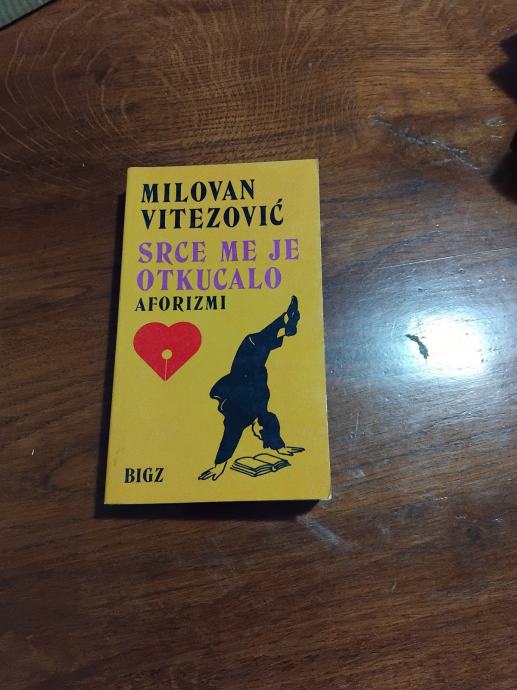 MILOVAN
VITEZOVIĆ
SRCE ME JE
OTKUCALO
AFORIZMI
BIGZ